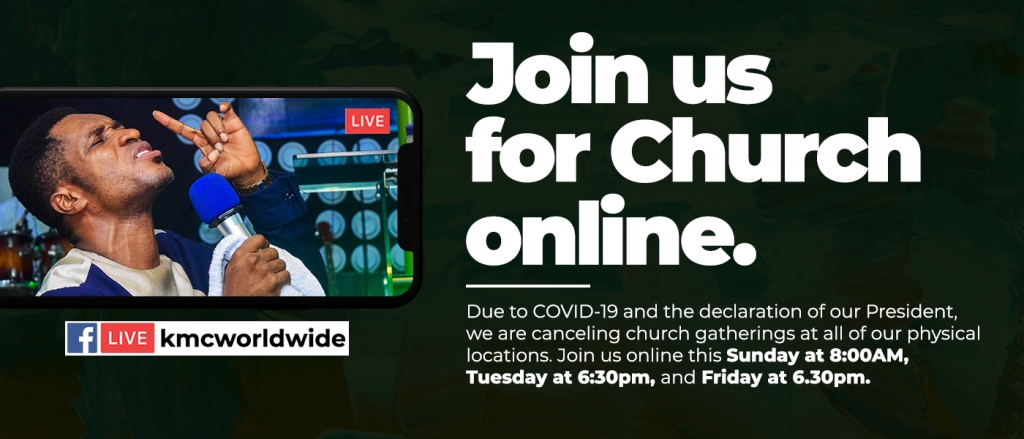 LIVE
Join us
for Church
online.
Due to COVID-19 and the declaration of our President,
we are canceling church gatherings at all of our physical
locations. Join us online this Sunday at 8:00AM,
Tuesday at 6:30pm, and Friday at 6.30pm.
f LIVE kmcworldwide